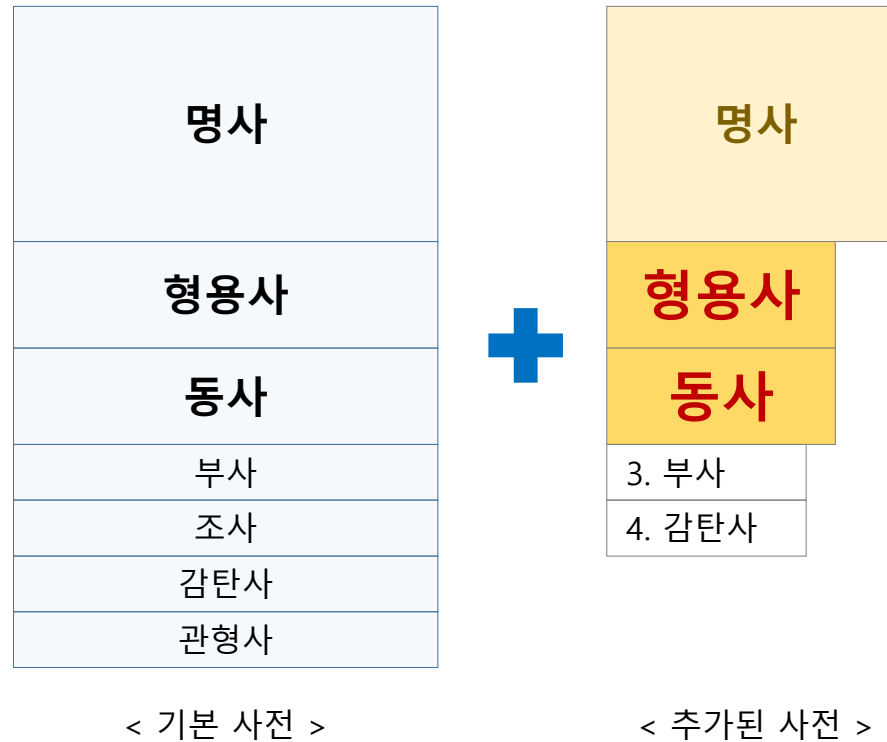 명사
형용사
동사
부사
조사
감탄사
관형사
< 기본 사전 >
명사
형용사
동사
3. 부사
4. 감탄사
< 추가된 사전 >